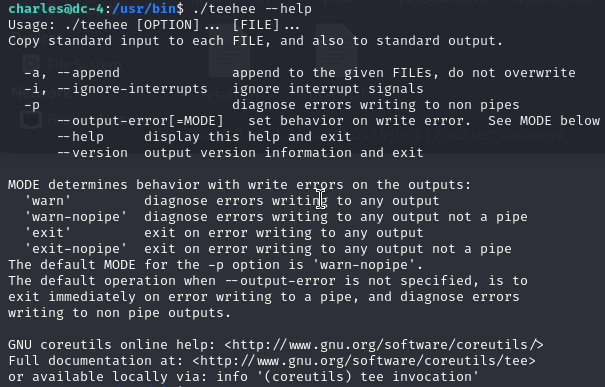 charles@dc-4:/usr/bin$ ./teehee --help
Usage: ./teehee [OPTION]... [FILE]...
Copy standard input to each FILE, and also to standard output.
-a, --append append to the given FILEs, do not overwrite
-i, --ignore-interrupts ignore interrupt signals
-p diagnose errors writing to non pipes
--output-error[=MODE] set behavior on write error. See MODE below
--help display this help and exit
--version output version information and exit
MODE determines behavior with write errors on the outputs:
'warn' diagnose errors writing to any output
'warn-nopipe' diagnose errors writing to any output not a pipe
'exit' exit on error writing to any output
'exit-nopipe' exit on error writing to any output not a pipe
The default MODE for the -p option is 'warn-nopipe'.
The default operation when --output-error is not specified, is to
exit immediately on error writing to a pipe, and diagnose errors
writing to non pipe outputs.
GNU coreutils online help: <http://www.gnu.org/software/coreutils/>
Full documentation at: <http://www.gnu.org/software/coreutils/tee>
or available locally via: info '(coreutils) tee invocation'